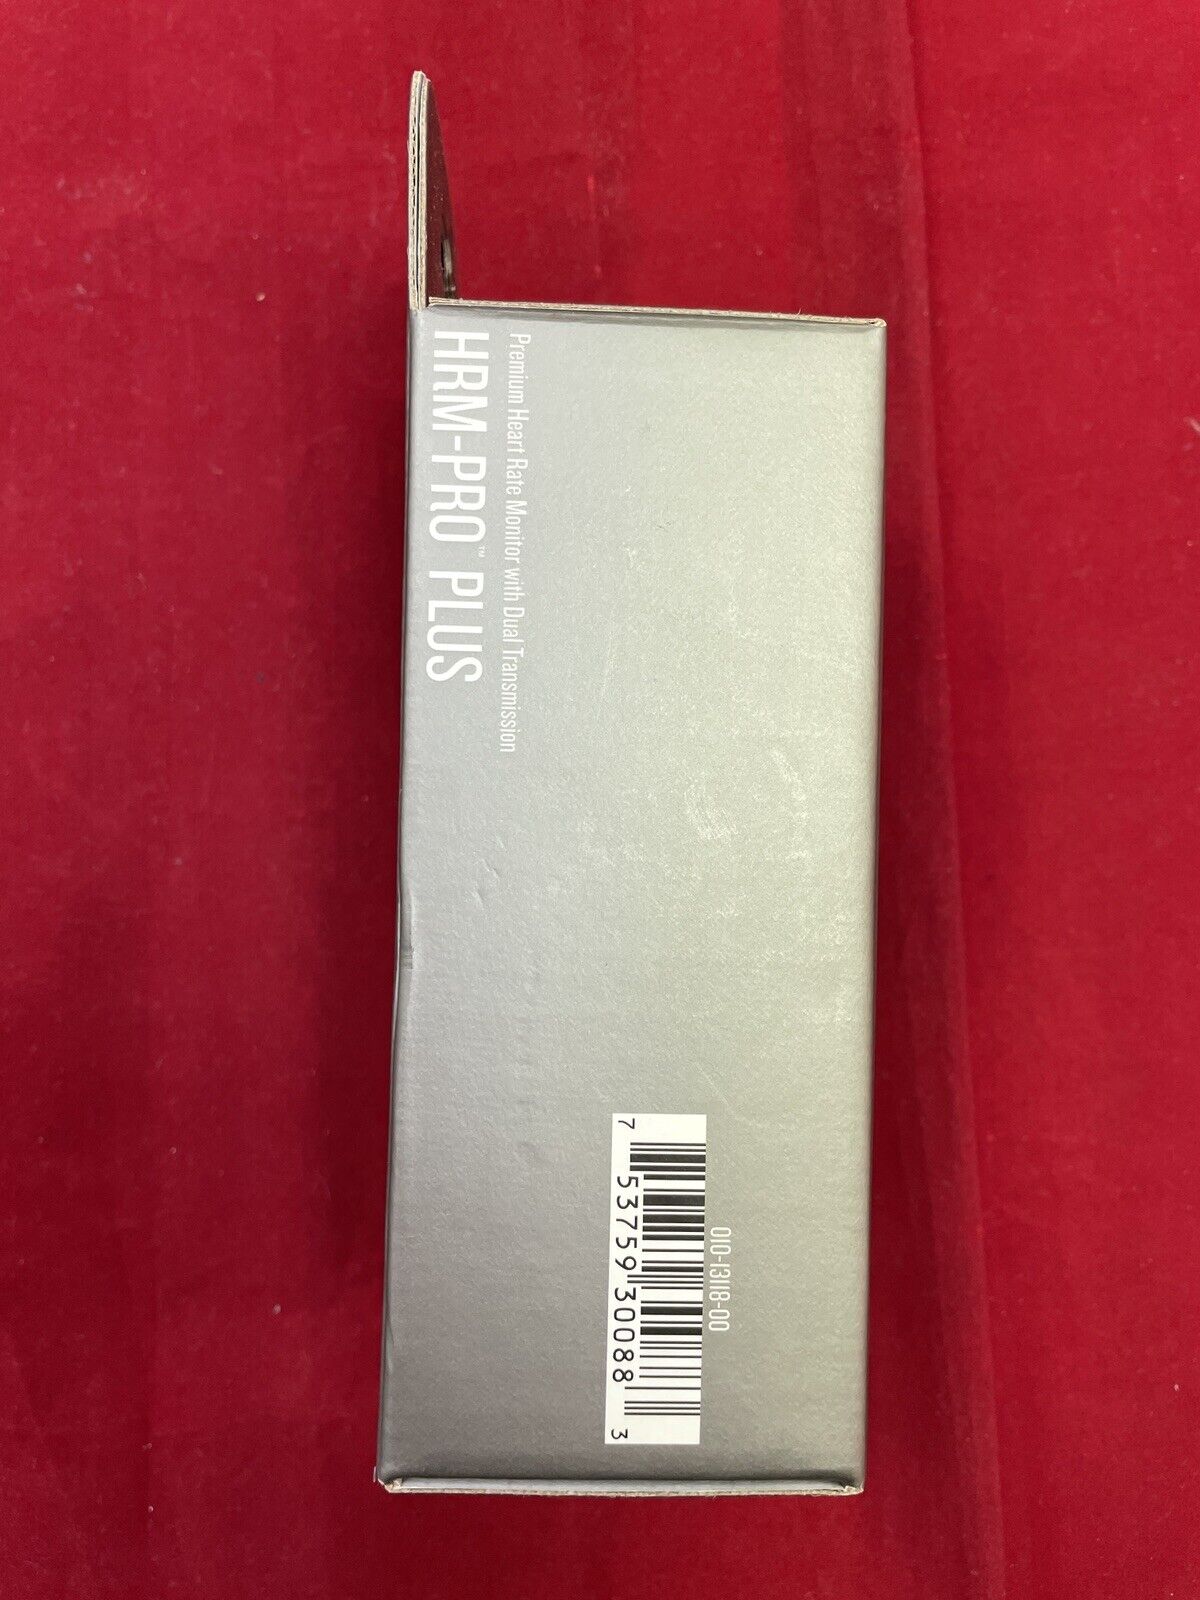 Premium Heart Rate Monitor with Dual Transmission
HRM-PRO™ PLUS
010-13118-00
7 53759 30088 3